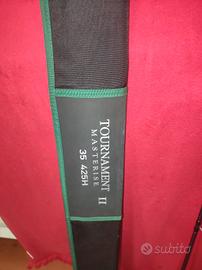 TOURNAMENT II
MASTERISE
35 425H
subito